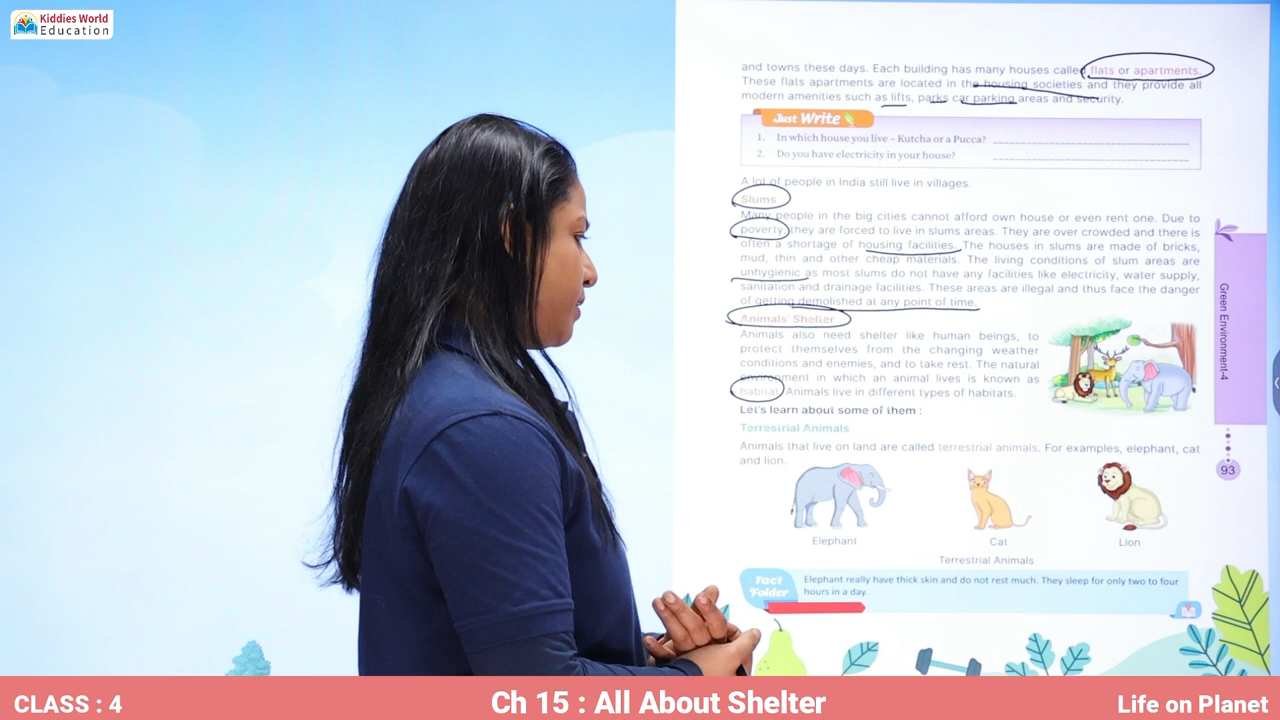 Kiddies World
Education
and towns these days. Each building has many houses called flats or apartments.
These flats apartments are located in the housing societies and they provide all
modern amenities such as lifts, parks car parking areas and security.
Just Write
1. In which house you live – Kutcha or a Pucca?
2. Do you have electricity in your house?
A lot of people in India still live in villages.
Slums
Many people in the big cities cannot afford own house or even rent one. Due to
poverty, they are forced to live in slums areas. They are over crowded and there is
often a shortage of housing facilities. The houses in slums are made of bricks,
mud, thin and other cheap materials. The living conditions of slum areas are
unhygienic as most slums do not have any facilities like electricity, water supply,
sanitation and drainage facilities. These areas are illegal and thus face the danger
of getting demolished at any point of time.
Animals' Shelter
Animals also need shelter like human beings, to
protect themselves from the changing weather
conditions and enemies, and to take rest. The natural
environment in which an animal lives is known as
habitat. Animals live in different types of habitats.
Let's learn about some of them :
Terrestrial Animals
Animals that live on land are called terrestrial animals. For examples, elephant, cat
and lion.
Elephant
Cat
Lion
Terrestrial Animals
Fact
Folder
Elephant really have thick skin and do not rest much. They sleep for only two to four
hours in a day.
Green Environment-4
93
CLASS : 4
Ch 15 : All About Shelter
Life on Planet